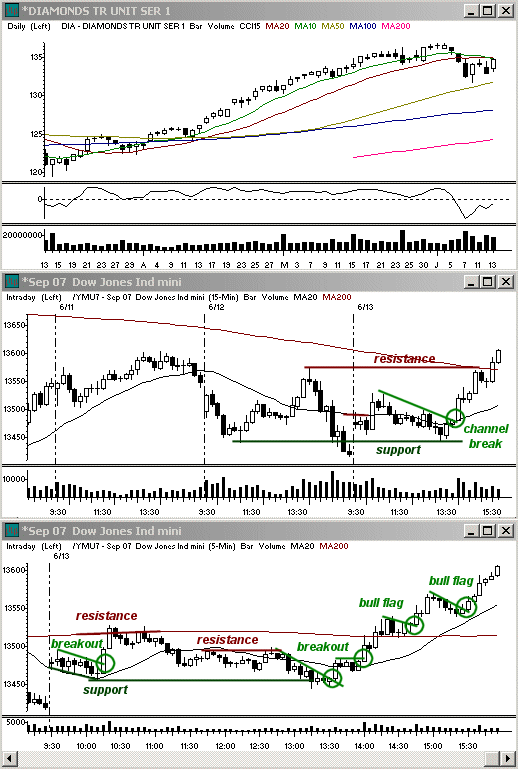 *DIAMONDS TR UNIT SER 1
Daily (Left) DIA - DIAMONDS TR UNIT SER 1 Bar Volume CCI15 MA20 MA10 MA50 MA100 MA200
135
130
125
120
0
20000000
13 15 19 21 23 27 29 A 4 9 11 13 17 19 23 25 27 M 3 7 9 11 15 17 21 23 25 30 J 5 7 11 13
*Sep 07 Dow Jones Ind mini
Intraday (Left) /YMU7 - Sep 07 Dow Jones Ind mini (15-Min) Bar Volume MA20 MA200
6/11 6/12 6/13
13650
13600
resistance
13550
13500
channel
break
13450
support
10000
9:30 11:30 13:30 9:30 11:30 13:30 9:30 11:30 13:30 15:30
*Sep 07 Dow Jones Ind mini
Intraday (Left) /YMU7 - Sep 07 Dow Jones Ind mini (5-Min) Bar Volume MA20 MA200
6/13
13600
bull flag
bull flag
13550
resistance
13500
breakout
resistance
breakout
support
13450
5000
9:30 10:00 10:30 11:00 11:30 12:00 12:30 13:00 13:30 14:00 14:30 15:00 15:30